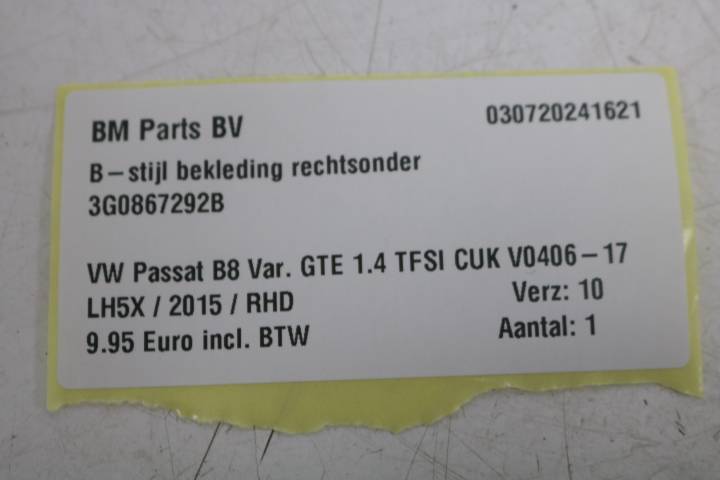 BM Parts BV 030720241621
B-stijl bekleding rechtsonder
3G0867292B
VW Passat B8 Var. GTE 1.4 TFSI CUK V0406-17
LH5X / 2015 / RHD Verz: 10
9.95 Euro incl. BTW Aantal: 1